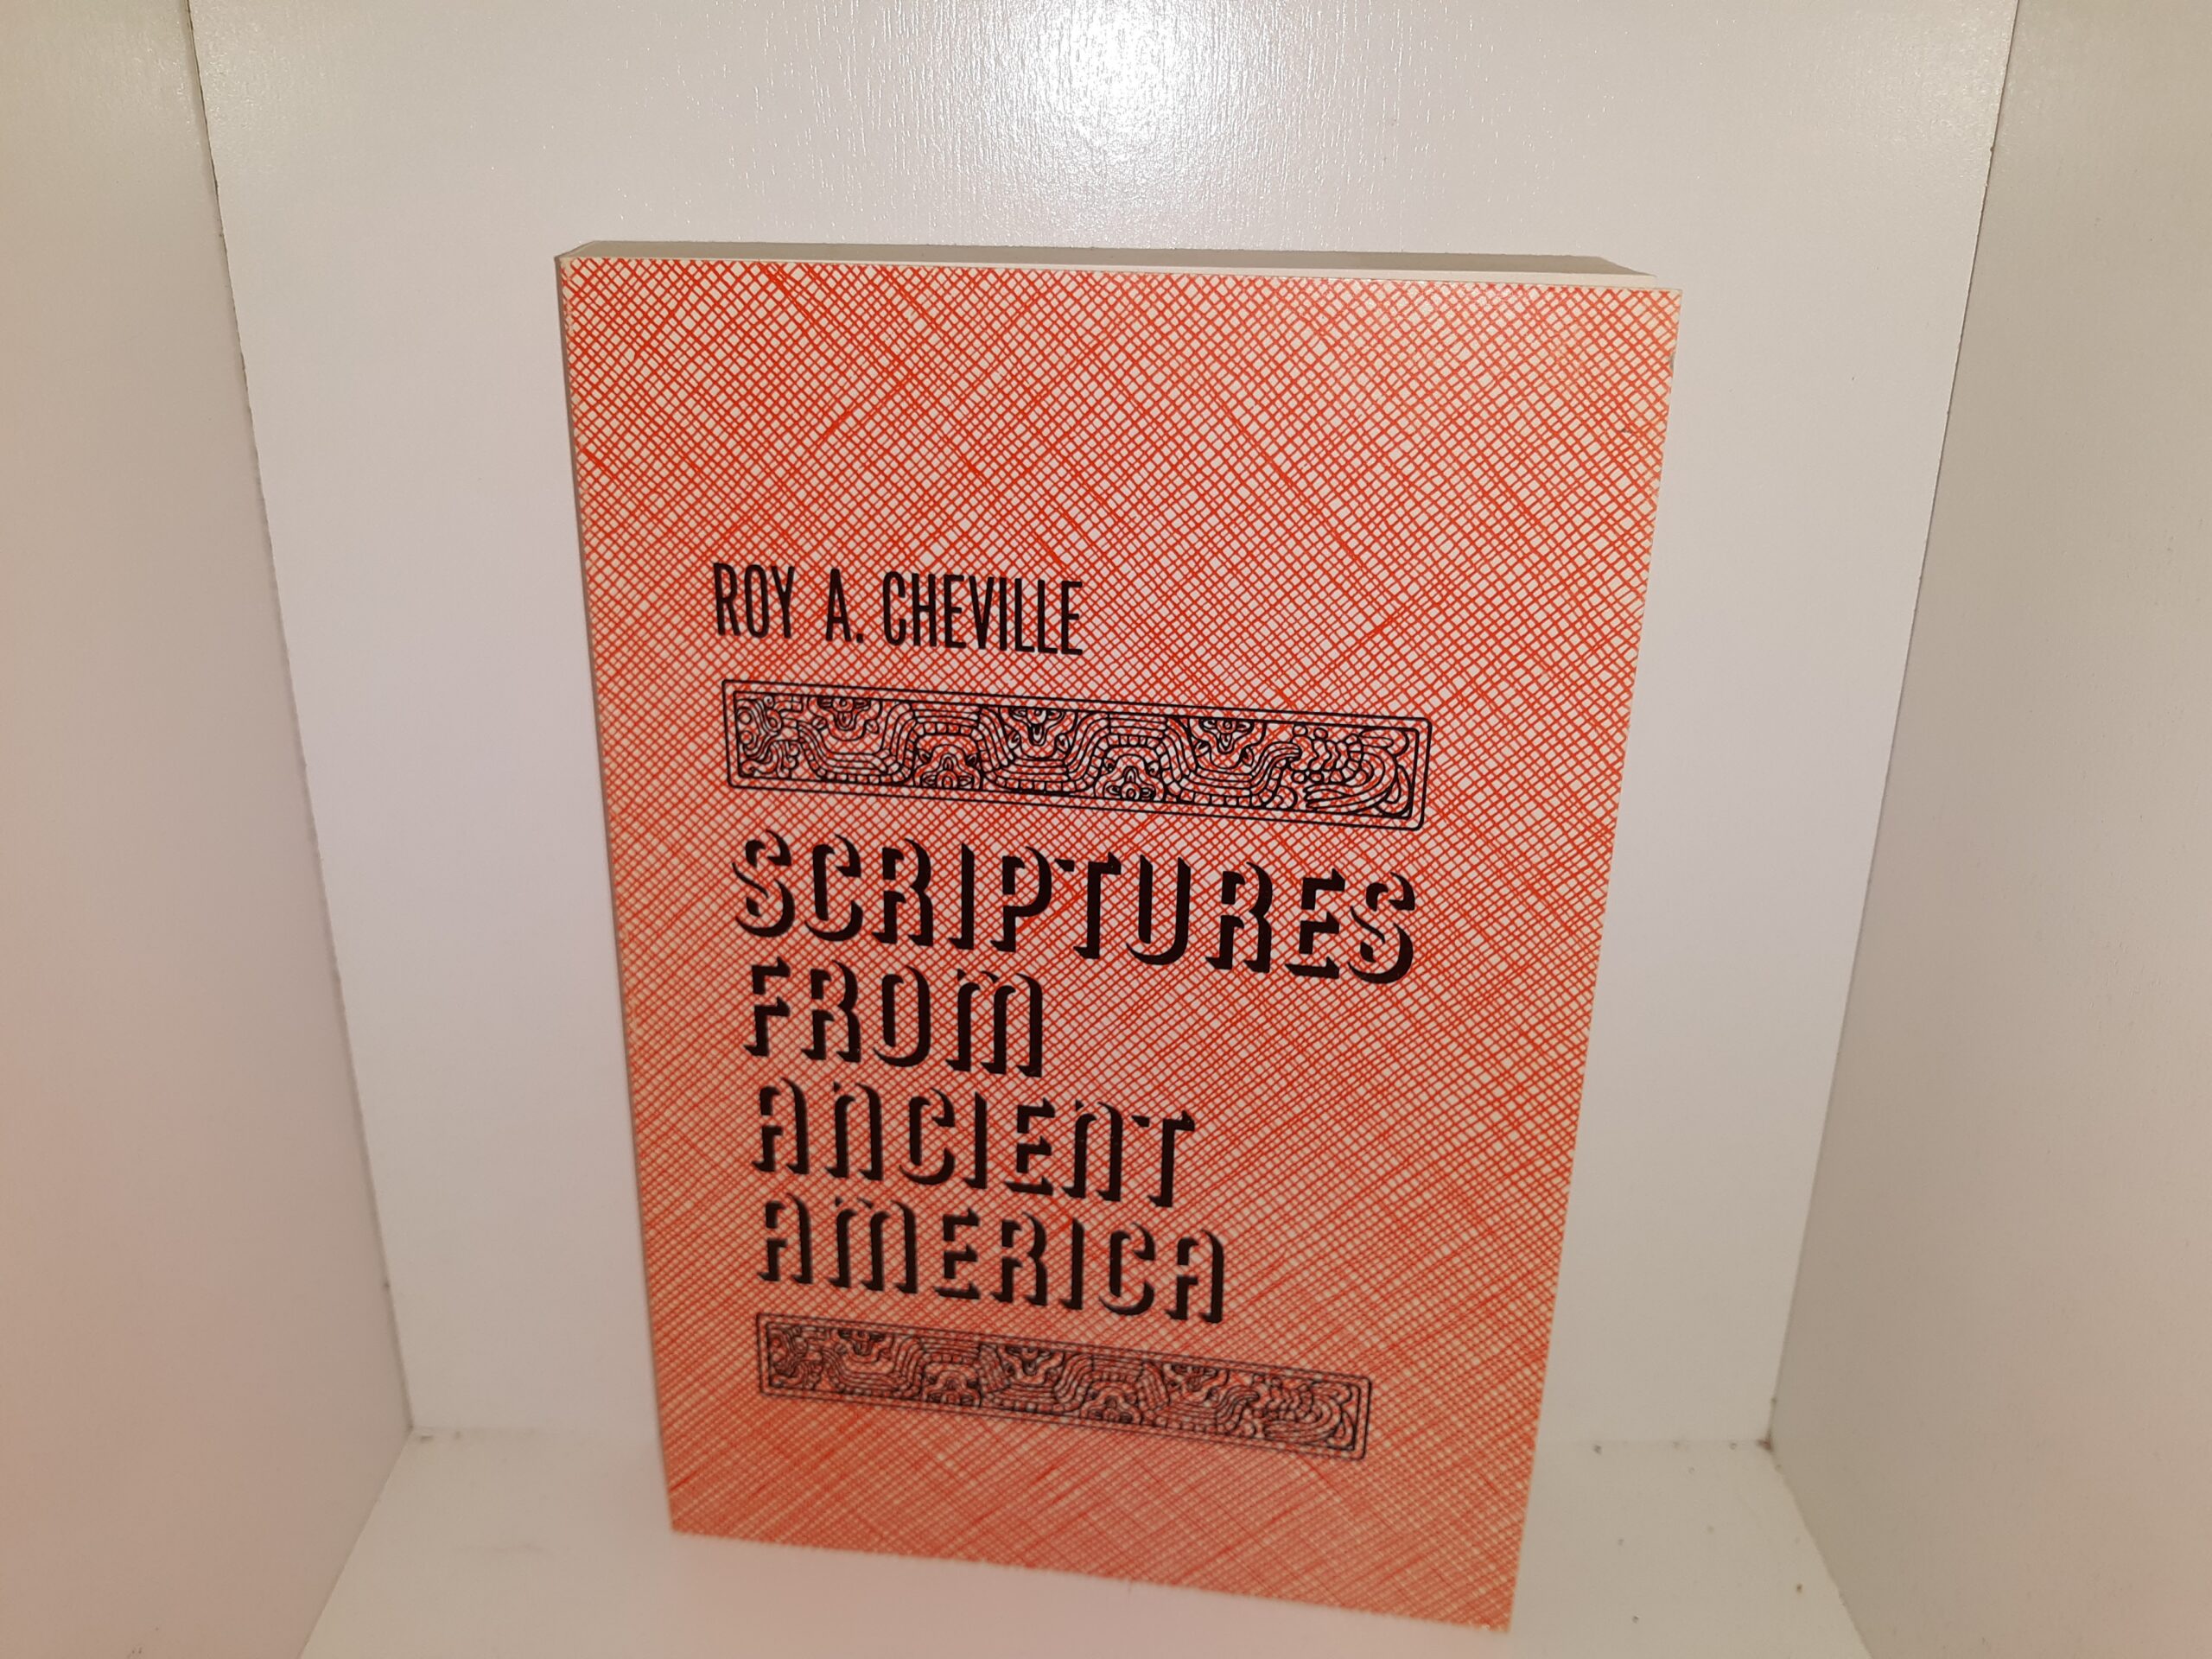 ROY A. CHEVILLE
SCRIPTURES
FROM
ANCIENT
AMERICA